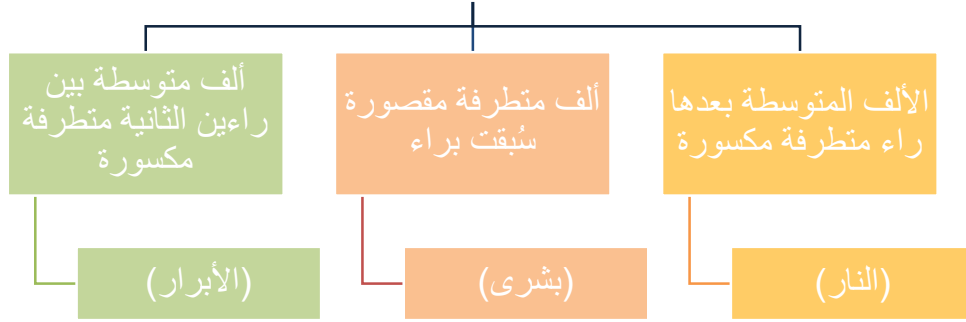 الألف المتوسطة بعدها
راء متطرفة مكسورة
(النار)
ألف متطرفة مقصورة
سُبقت براء
(بشرى)
ألف متوسطة بين
راءين الثانية متطرفة
مكسورة
(الأبرار)